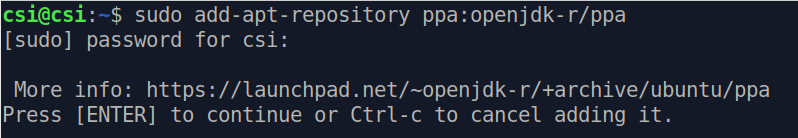 csi@csi:~$ sudo add-apt-repository ppa:openjdk-r/ppa
[sudo] password for csi:
More info: https://launchpad.net/~openjdk-r/+archive/ubuntu/ppa
Press [ENTER] to continue or Ctrl-c to cancel adding it.